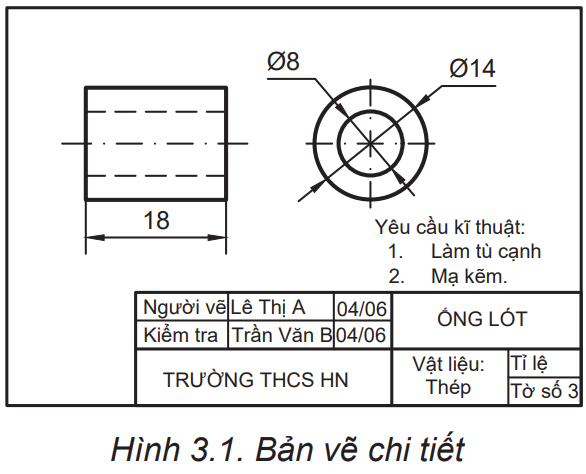 Ø8
Ø14
18
Yêu cầu kĩ thuật:
1. Làm tù cạnh
2. Mạ kẽm.
Người vẽ Lê Thị A 04/06
Kiểm tra Trần Văn B 04/06
ỐNG LÓT
TRƯỜNG THCS HN
Vật liệu:
Thép
Tỉ lệ
Tờ số 3
Hình 3.1. Bản vẽ chi tiết